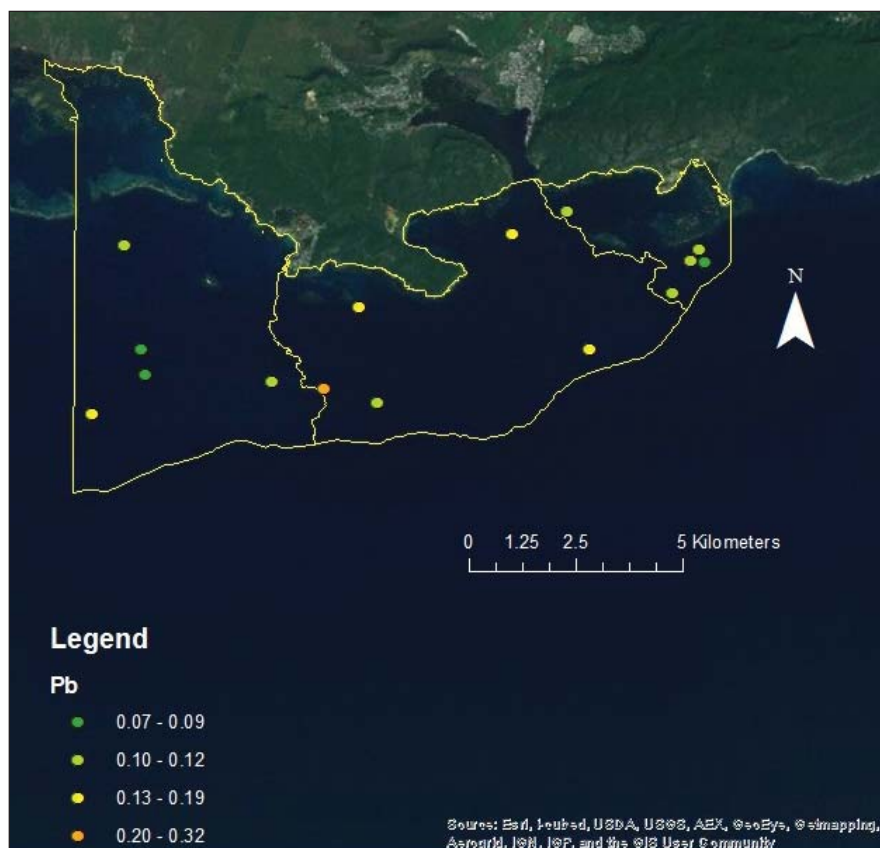 N
0 1.25 2.5 5 Kilometers
Legend
Pb
0.07 - 0.09
0.10 - 0.12
0.13 - 0.19
0.20 - 0.32
Source: Esri, USDA, USGS, AEX, GeoEye, Getmapping,
Aerogrid, IGN, IGP, and the GIS User Community